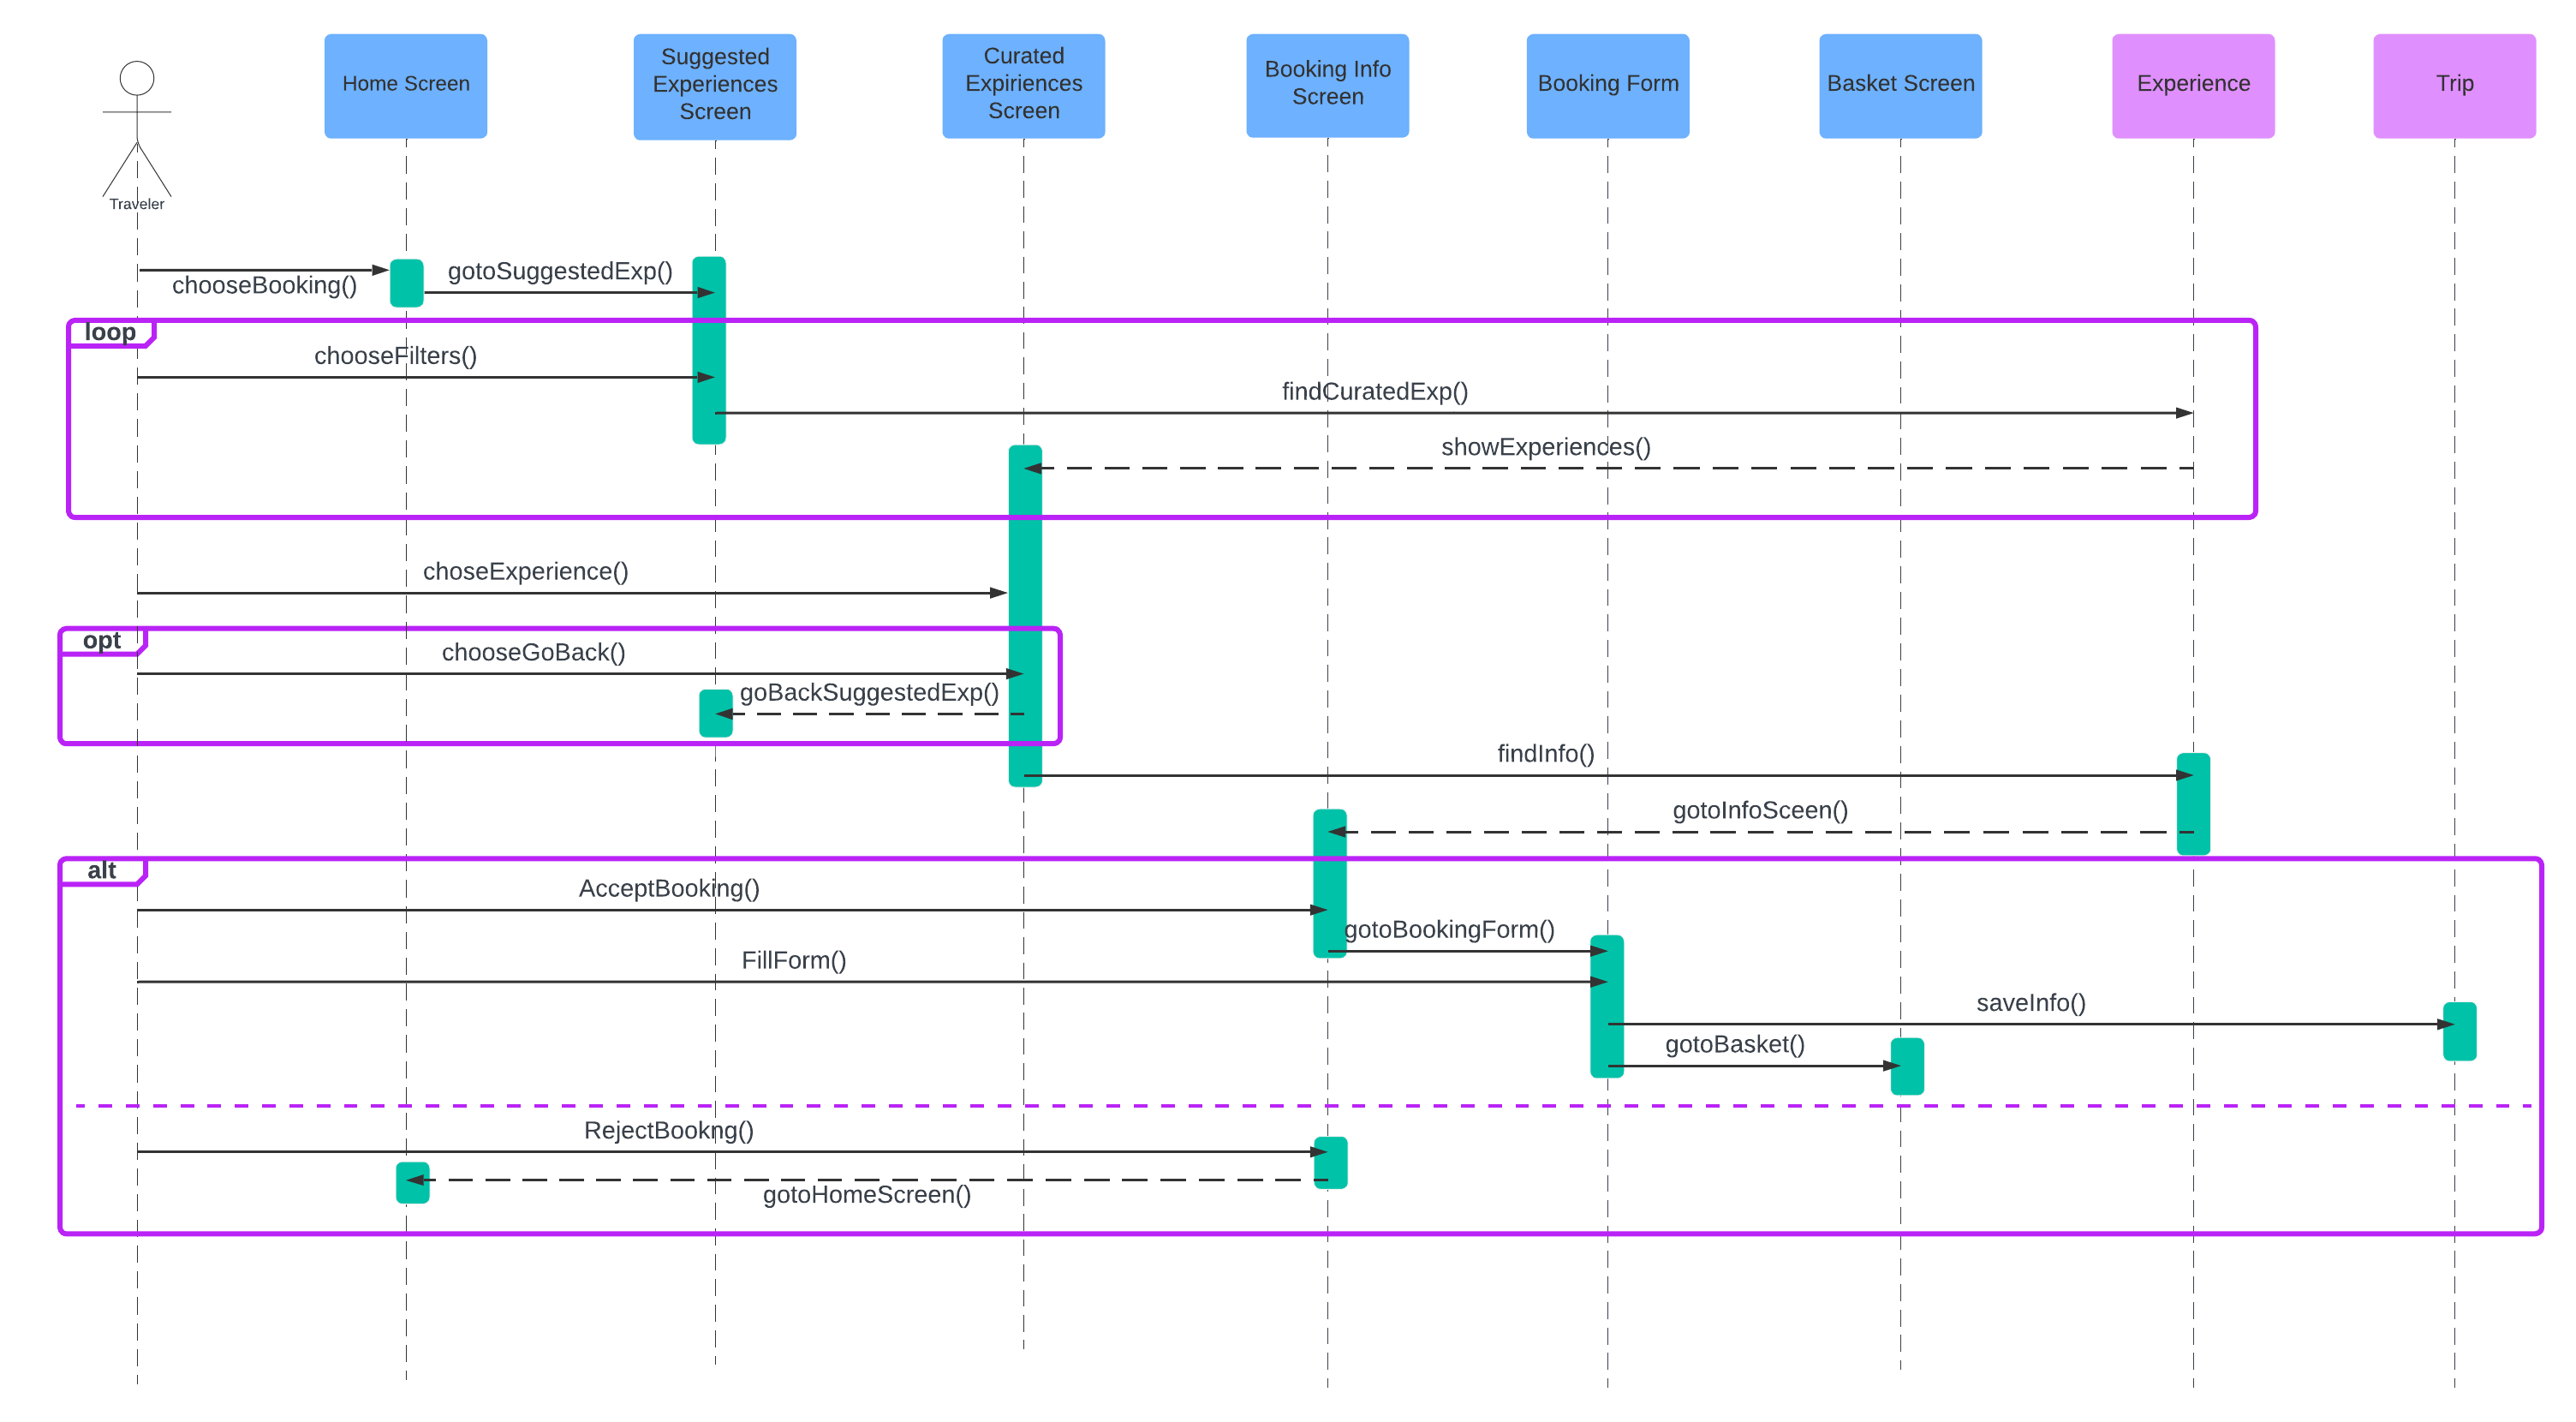 Traveler
Home Screen
Suggested
Experiences
Screen
Curated
Expiriences
Screen
Booking Info
Screen
Booking Form
Basket Screen
Experience
Trip
chooseBooking()
gotoSuggestedExp()
loop
chooseFilters()
findCuratedExp()
showExperiences()
choseExperience()
opt
chooseGoBack()
goBackSuggestedExp()
findInfo()
gotoInfoSceen()
alt
AcceptBooking()
gotoBookingForm()
FillForm()
saveInfo()
gotoBasket()
RejectBookng()
gotoHomeScreen()